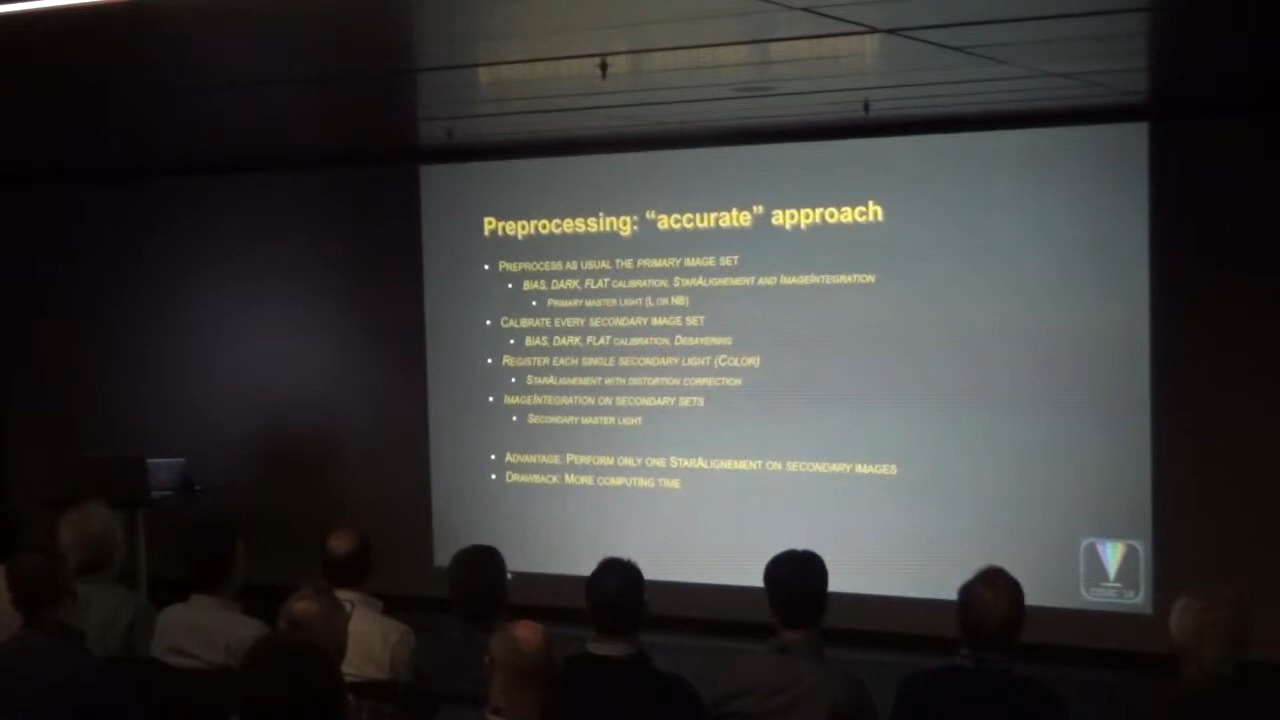 Preprocessing: “accurate” approach
PREPROCESS AS USUAL THE PRIMARY IMAGE SET
BIAS, DARK, FLAT CALIBRATION, STARALIGNEMENT AND IMAGEINTEGRATION
PRIMARY MASTER LIGHT (L OR NB)
CALIBRATE EVERY SECONDARY IMAGE SET
BIAS, DARK, FLAT CALIBRATION, DEBAYERING
REGISTER EACH SINGLE SECONDARY LIGHT (COLOR)
STARALIGNEMENT WITH DISTORTION CORRECTION
IMAGEINTEGRATION ON SECONDARY SETS
SECONDARY MASTER LIGHT
ADVANTAGE: PERFORM ONLY ONE STARALIGNEMENT ON SECONDARY IMAGES
DRAWBACK: MORE COMPUTING TIME